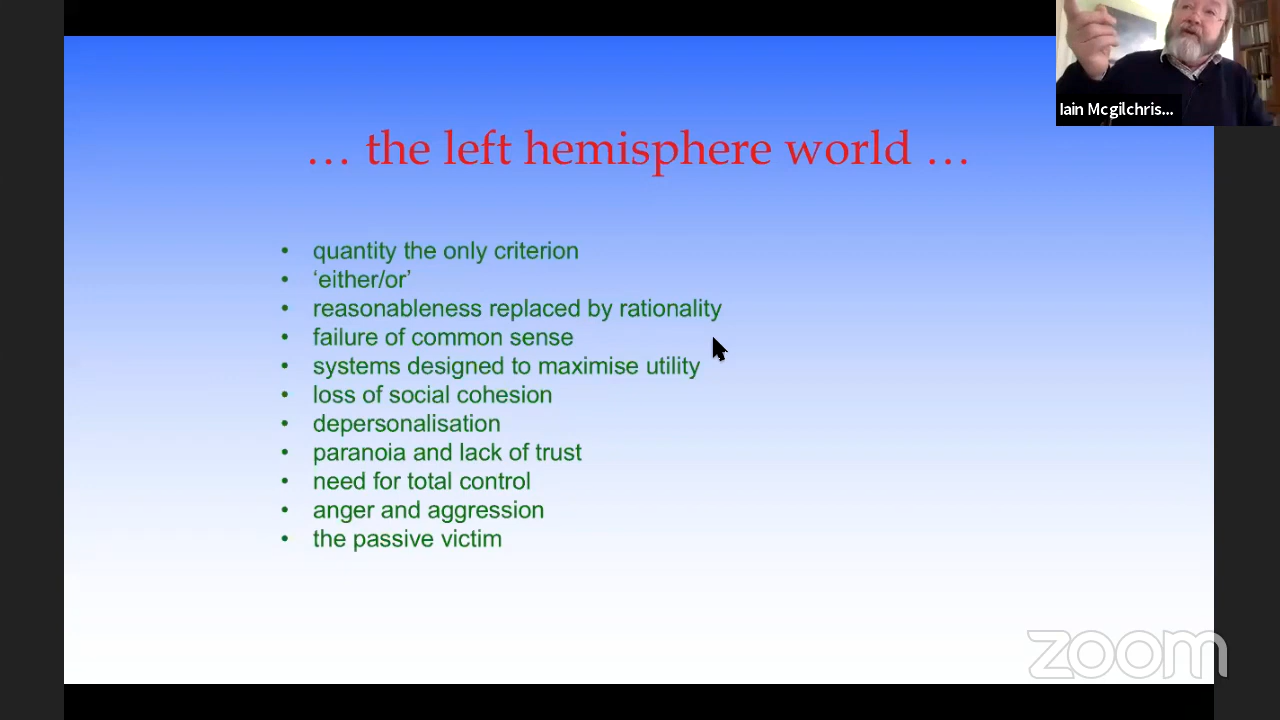 Iain Mcgilchris...
... the left hemisphere world ...
• quantity the only criterion
• ‘either/or’
• reasonableness replaced by rationality
• failure of common sense
• systems designed to maximise utility
• loss of social cohesion
• depersonalisation
• paranoia and lack of trust
• need for total control
• anger and aggression
• the passive victim
zoom